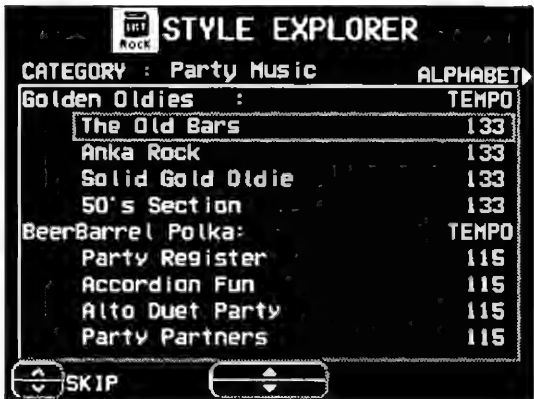 LIST
Rock
STYLE EXPLORER
CATEGORY : Party Music ALPHABET
Golden Oldies : TEMPO
The Old Bars 133
Anka Rock 133
Solid Gold Oldie 133
50's Section 133
BeerBarrel Polka: TEMPO
Party Register 115
Accordion Fun 115
Alto Duet Party 115
Party Partners 115
SKIP